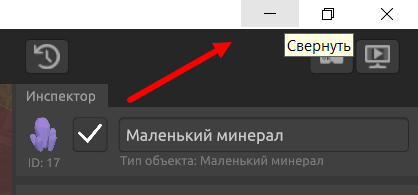 Свернуть
Инспектор
Маленький минерал
ID: 17
Тип объекта: Маленький минерал